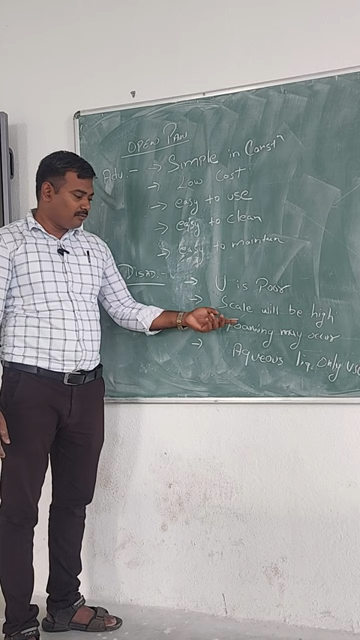 OPEN PAN
Adv. :- → Simple in Const^n
→ Low Cost
→ easy to use
→ easy to clean
→ easy to maintain
DISAD. :- → U is Poor
→ Scale will be high
Foaming may occur
→ Aqueous liq. Only Use